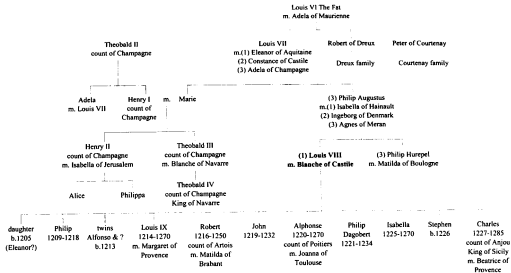 Louis VI The Fat
m. Adela of Maurienne
Theobald II
count of Champagne
Louis VII
m.(1) Eleanor of Aquitaine
(2) Constance of Castile
(3) Adela of Champagne
Robert of Dreux
Dreux family
Peter of Courtenay
Courtenay family
Adela
m. Louis VII
Henry I
count of
Champagne
m.
Marie
(3) Philip Augustus
m.(1) Isabella of Hainault
(2) Ingeborg of Denmark
(3) Agnes of Meran
Henry II
count of Champagne
m. Isabella of Jerusalem
Theobald III
count of Champagne
m. Blanche of Navarre
(1) Louis VIII
m. Blanche of Castile
(3) Philip Hurepel
m. Matilda of Boulogne
Alice
Philippa
Theobald IV
count of Champagne
King of Navarre
daughter
b.1205
(Eleanor?)
Philip
1209-1218
twins
Alfonso & ?
b.1213
Louis IX
1214-1270
m. Margaret of
Provence
Robert
1216-1250
count of Artois
m. Matilda of
Brabant
John
1219-1232
Alphonse
1220-1270
count of Poitiers
m. Joanna of
Toulouse
Philip
Dagobert
1221-1234
Isabella
1225-1270
Stephen
b.1226
Charles
1227-1285
count of Anjou
King of Sicily
m. Beatrice of
Provence